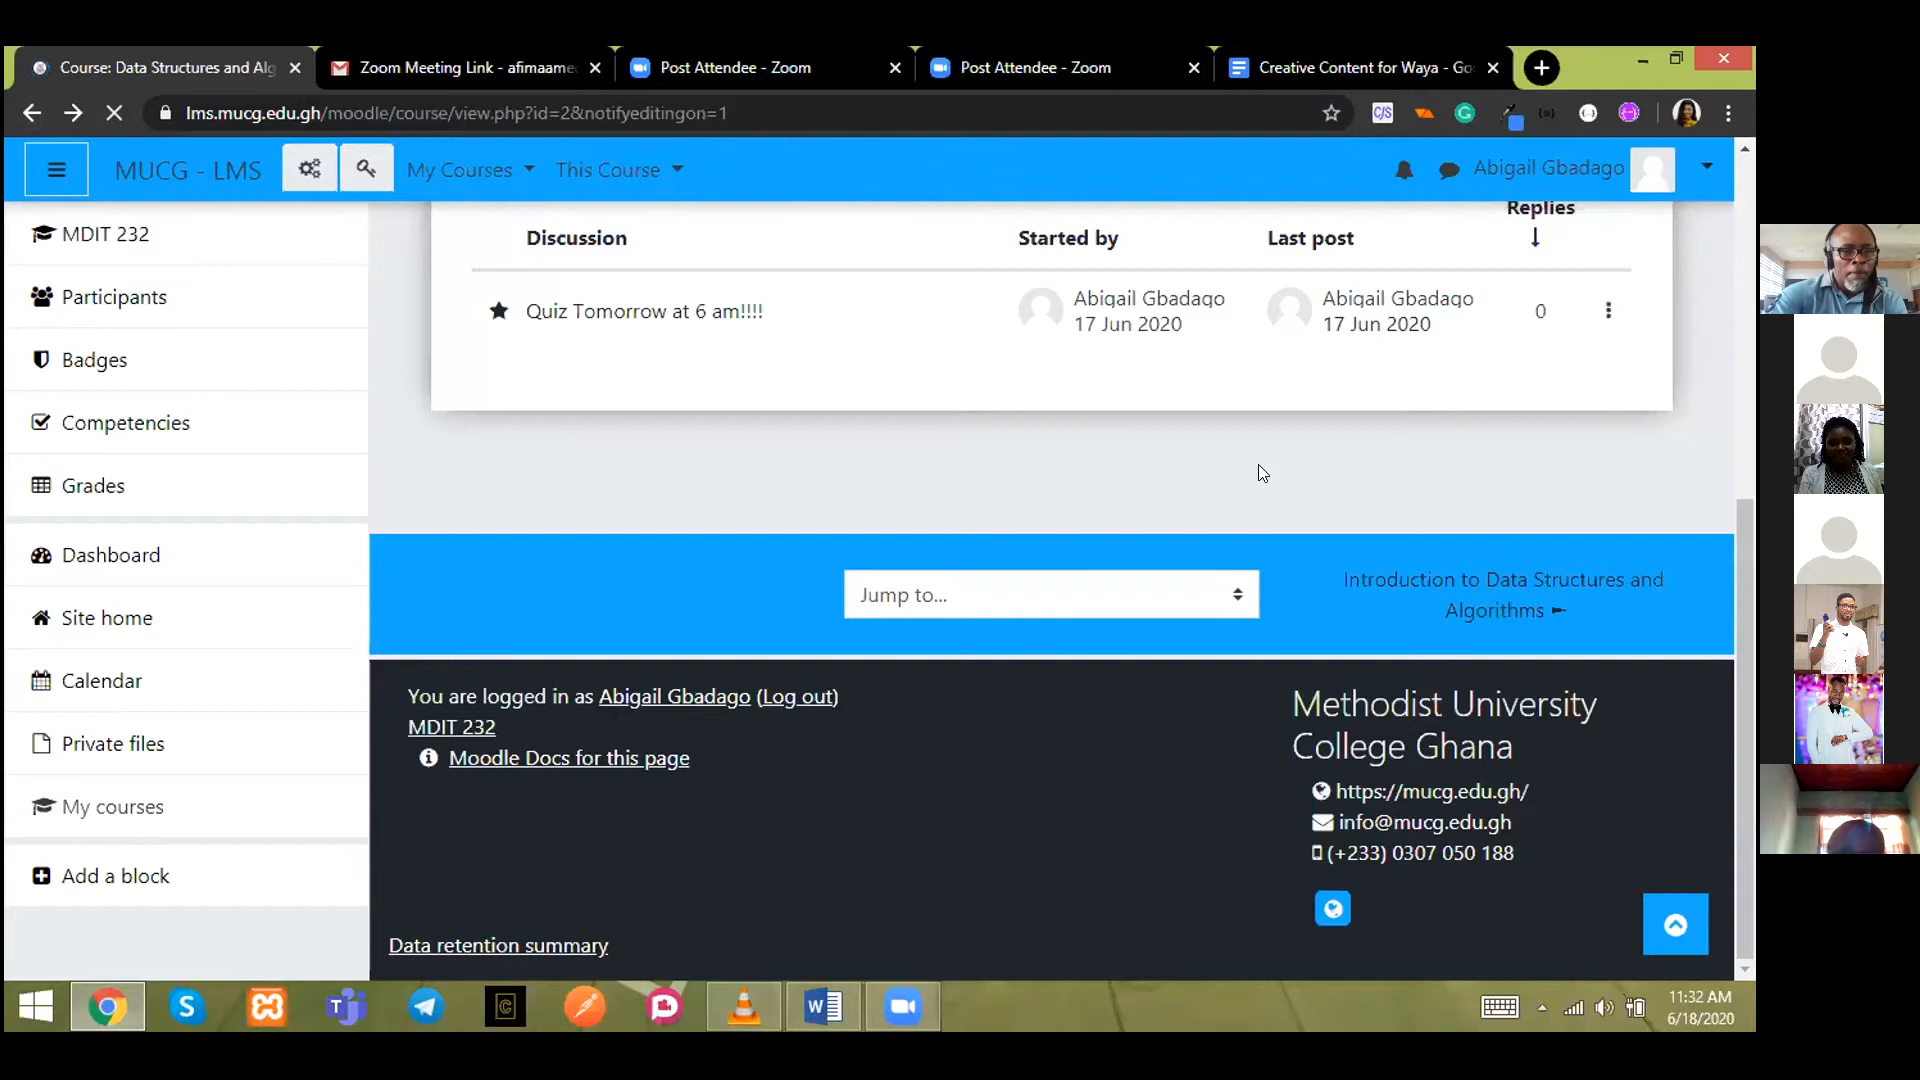 Course: Data Structures and Alg
Zoom Meeting Link - afimaame
Post Attendee - Zoom
Post Attendee - Zoom
Creative Content for Waya - Go
lms.mucg.edu.gh/moodle/course/view.php?id=2&notifyeditingon=1
MUCG - LMS
My Courses
This Course
Abigail Gbadago
MDIT 232
Participants
Badges
Competencies
Grades
Dashboard
Site home
Calendar
Private files
My courses
Add a block
Discussion
Started by
Last post
Replies
↓
Quiz Tomorrow at 6 am!!!!
Abigail Gbadago
17 Jun 2020
Abigail Gbadago
17 Jun 2020
0
Jump to...
Introduction to Data Structures and
Algorithms
You are logged in as Abigail Gbadago (Log out)
MDIT 232
Moodle Docs for this page
Data retention summary
Methodist University
College Ghana
https://mucg.edu.gh/
info@mucg.edu.gh
(+233) 0307 050 188
11:32 AM
6/18/2020